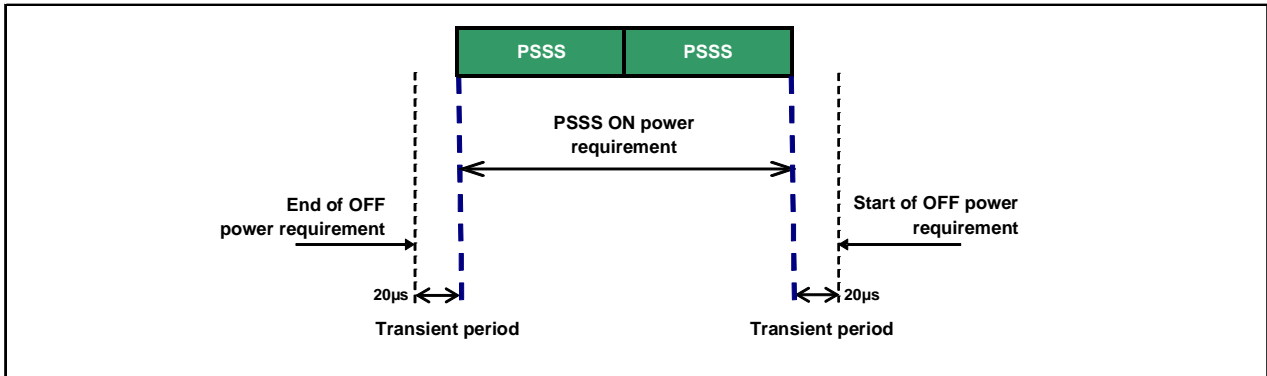 PSSS PSSS
PSSS ON power
requirement
End of OFF
power requirement
Start of OFF power
requirement
20µs 20µs
Transient period Transient period